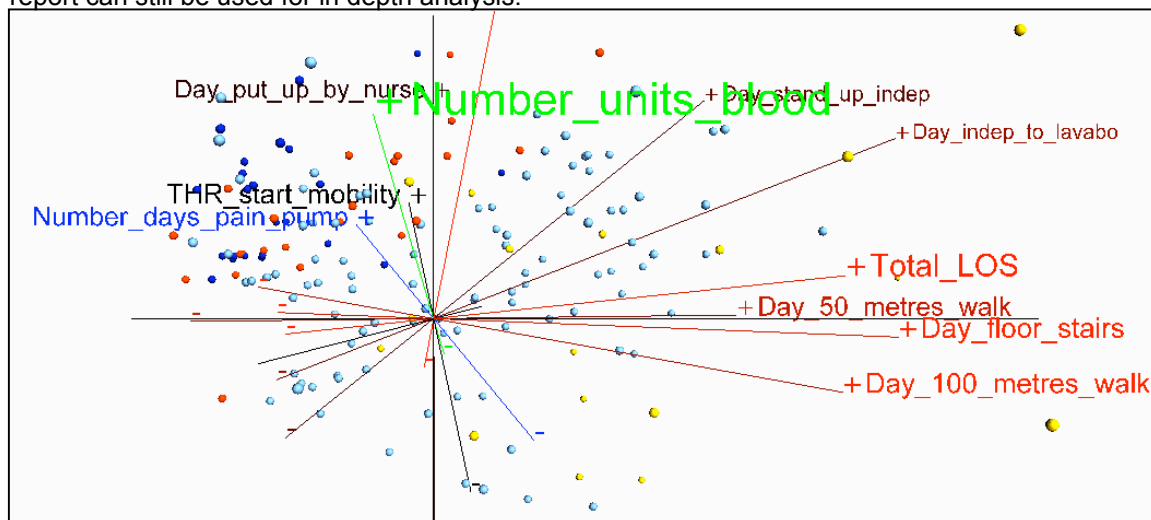 report can still be used for in depth analysis.
Day_put_up_by_nurse +
+Number_units_blood
+Day_stand_up_indep
+Day_indep_to_lavabo
THR_start_mobility +
Number_days_pain_pump +
+Total_LOS
+Day_50_metres_walk
+Day_floor_stairs
+Day_100_metres_walk